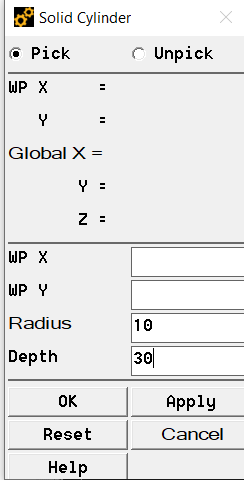 Solid Cylinder
Pick Unpick
WP X =
Y =
Global X =
Y =
Z =
WP X
WP Y
Radius 10
Depth 30
OK Apply
Reset Cancel
Help